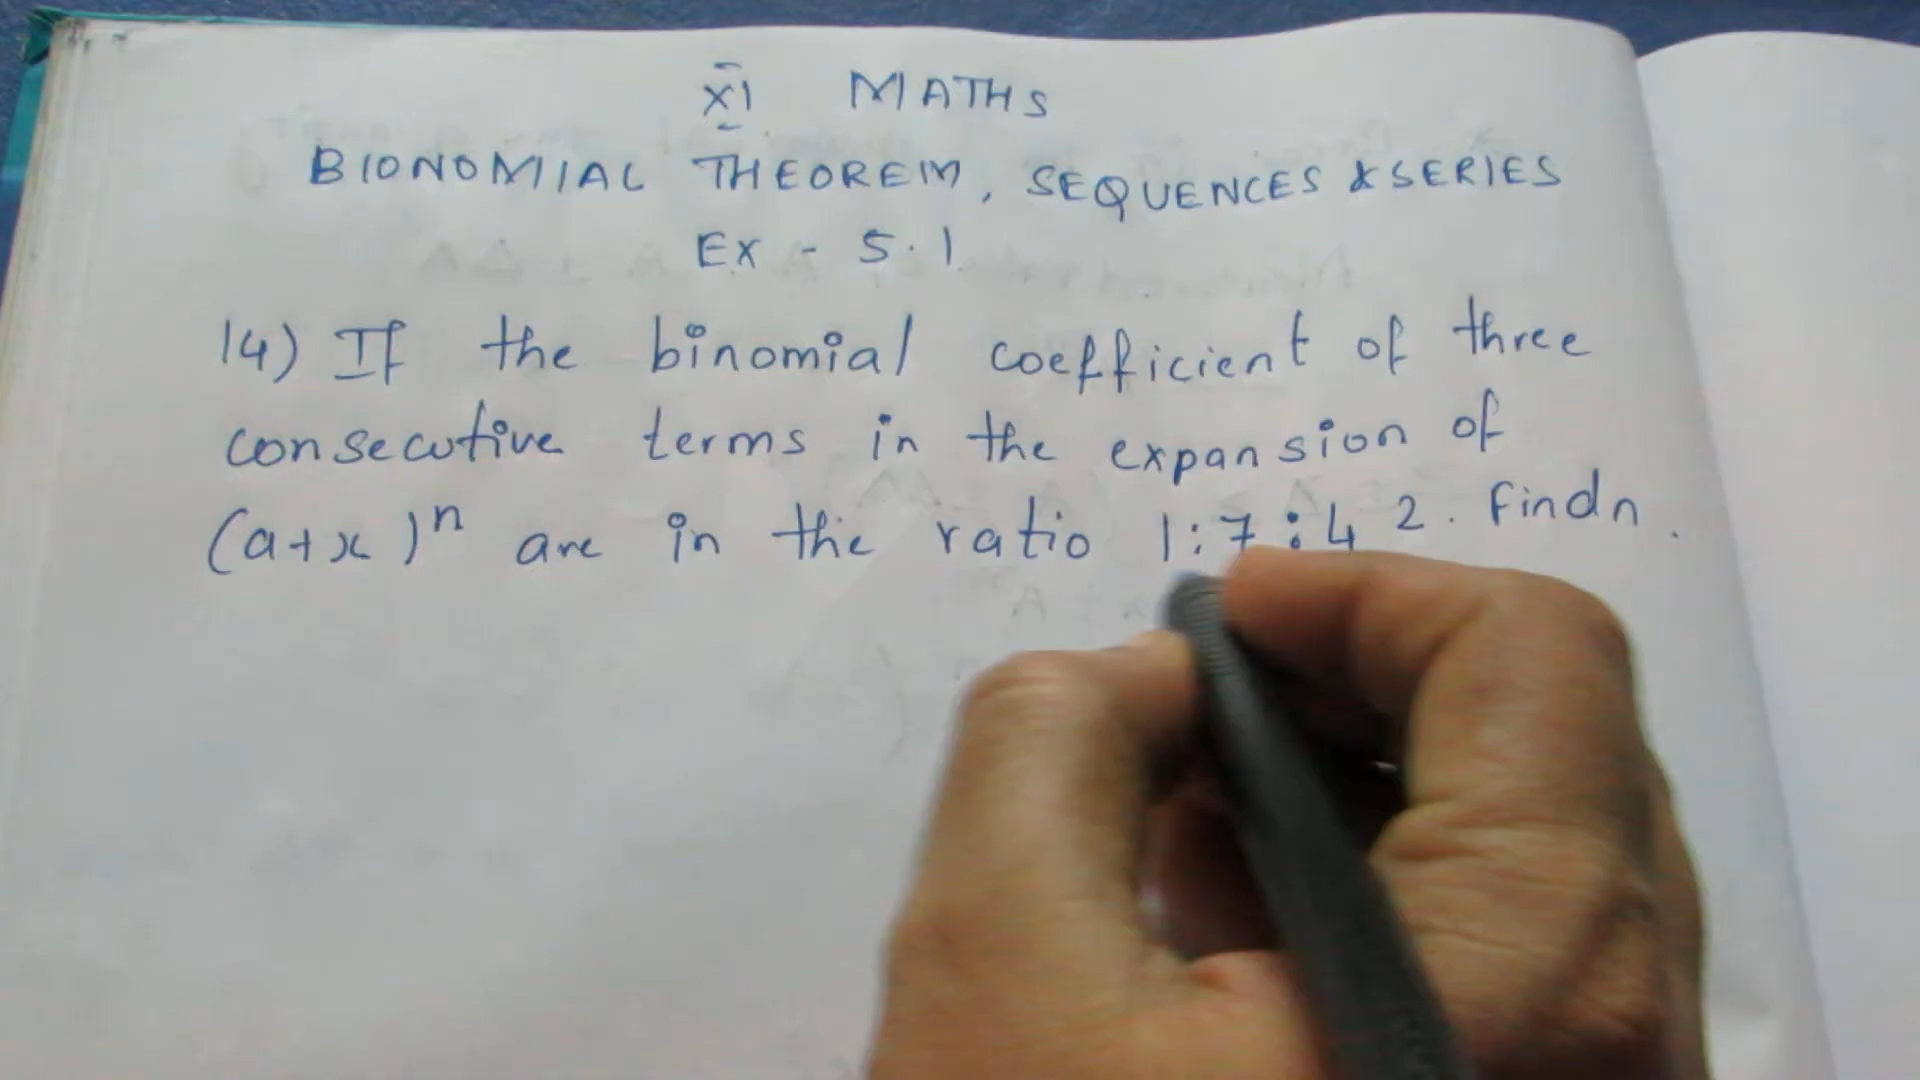 XI MATHS
BIONOMIAL THEOREM, SEQUENCES & SERIES
Ex - 5.1
14) If the binomial coefficient of three
consecutive terms in the expansion of
(a+x)ⁿ are in the ratio 1:7:42. Find n.